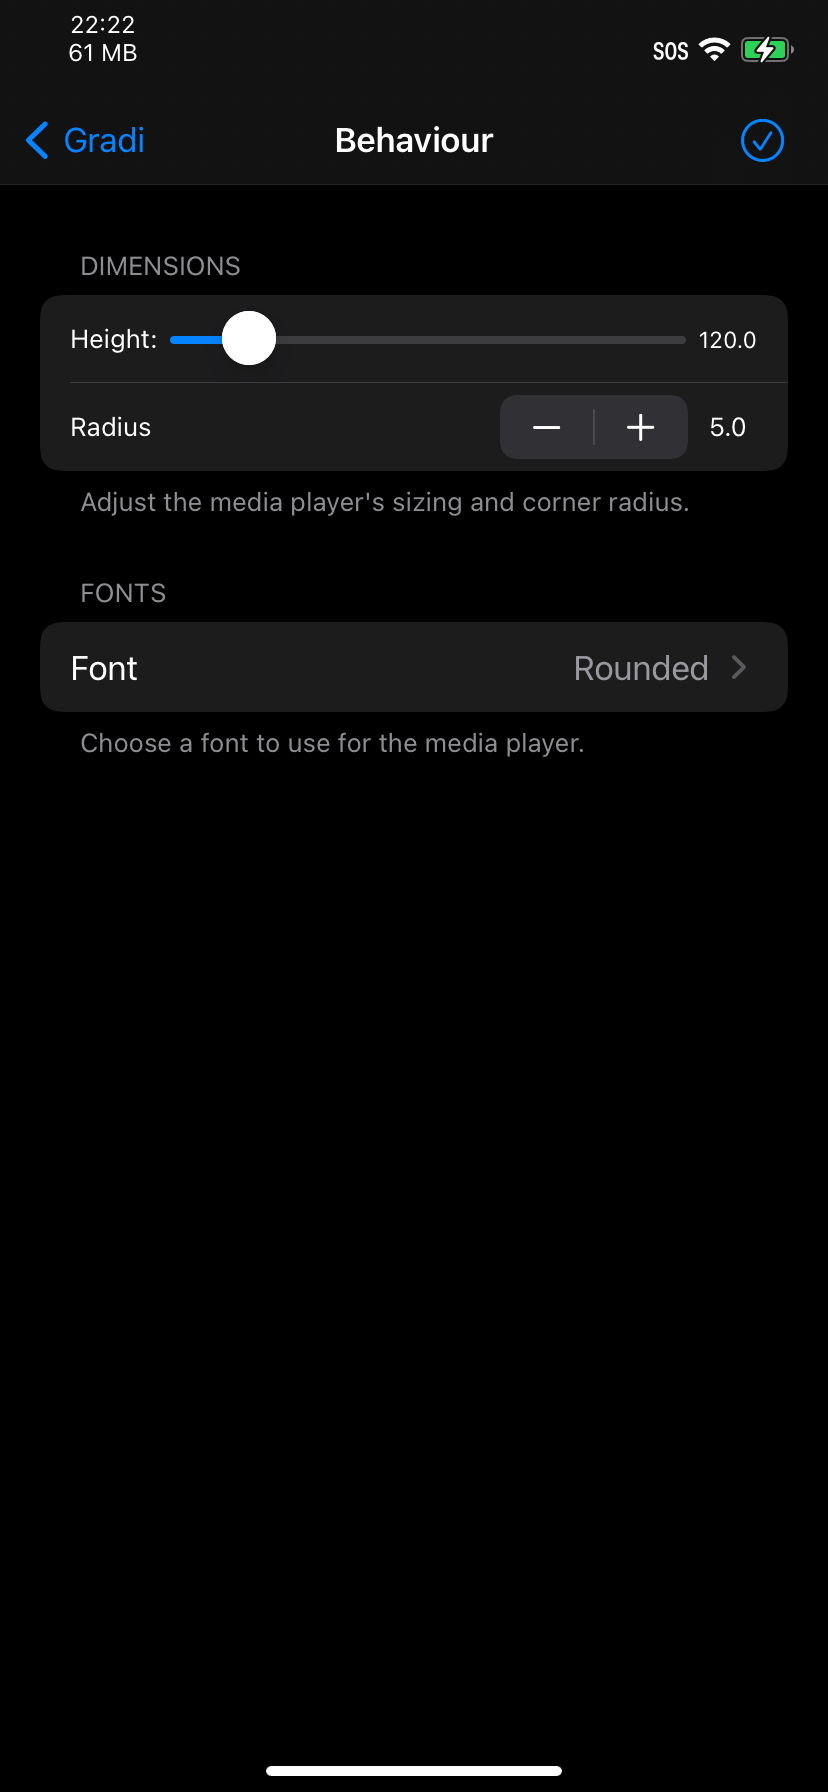 22:22
61 MB
SOS
Gradi
Behaviour
DIMENSIONS
Height:
120.0
Radius
5.0
Adjust the media player's sizing and corner radius.
FONTS
Font
Rounded
Choose a font to use for the media player.